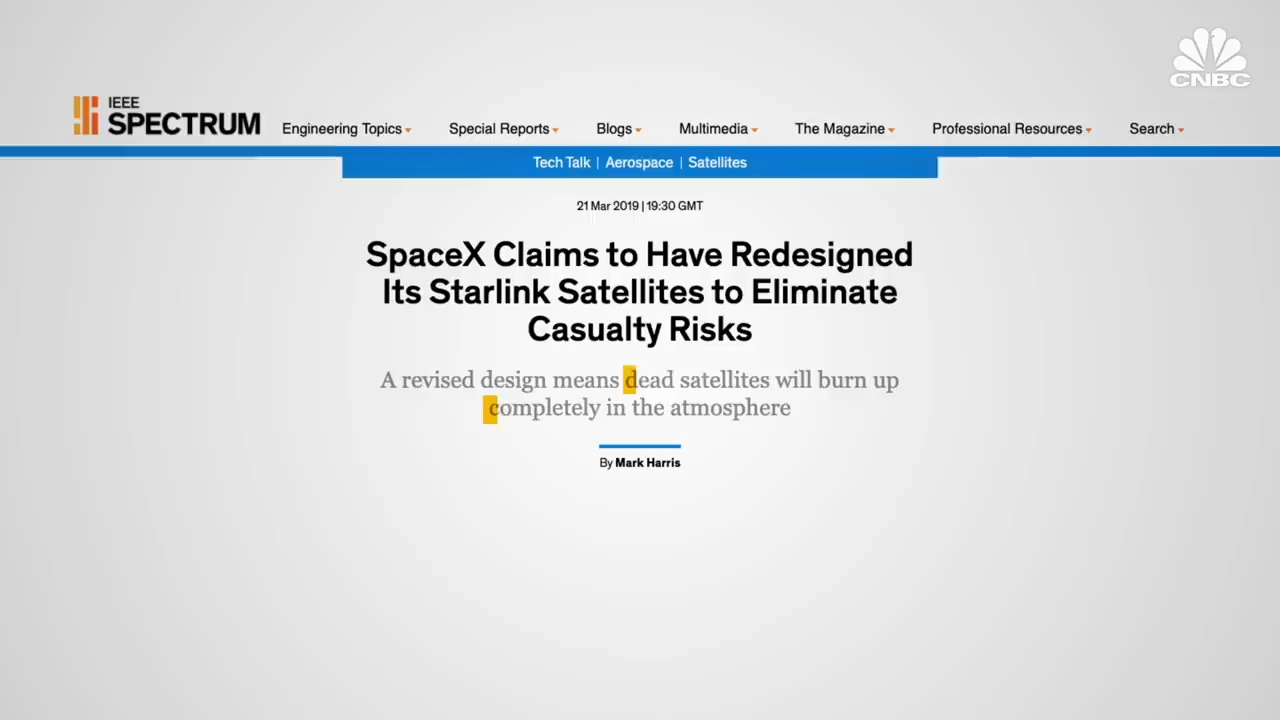 CNBC
IEEE
SPECTRUM
Engineering Topics Special Reports Blogs Multimedia The Magazine Professional Resources Search
Tech Talk | Aerospace | Satellites
21 Mar 2019 | 19:30 GMT
SpaceX Claims to Have Redesigned
Its Starlink Satellites to Eliminate
Casualty Risks
A revised design means dead satellites will burn up
completely in the atmosphere
By Mark Harris